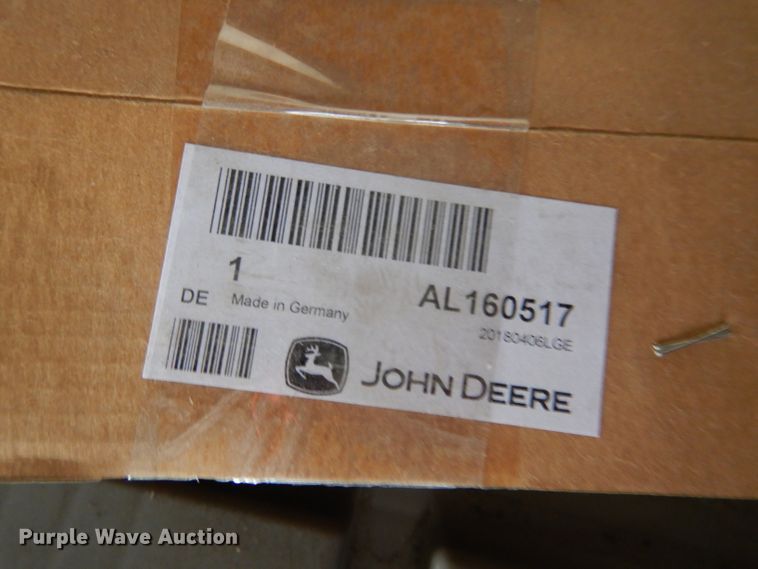 1
AL160517
DE Made in Germany
20180406LGE
JOHN DEERE
Purple Wave Auction